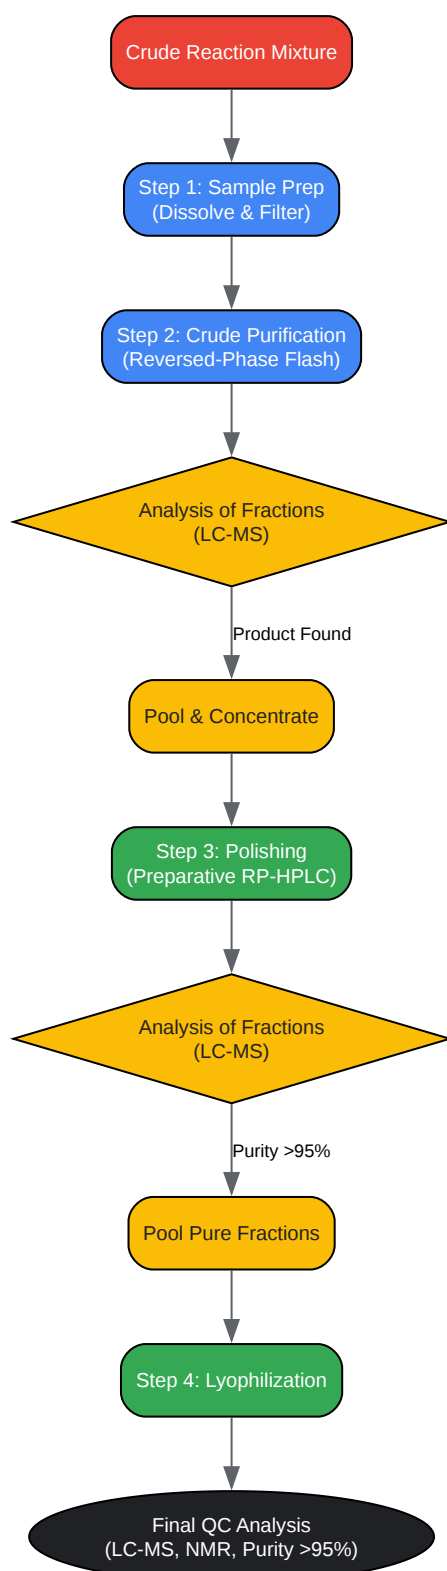 Crude Reaction Mixture
Step 1: Sample Prep
(Dissolve & Filter)
Step 2: Crude Purification
(Reversed-Phase Flash)
Analysis of Fractions
(LC-MS)
Product Found
Pool & Concentrate
Step 3: Polishing
(Preparative RP-HPLC)
Analysis of Fractions
(LC-MS)
Purity >95%
Pool Pure Fractions
Step 4: Lyophilization
Final QC Analysis
(LC-MS, NMR, Purity >95%)